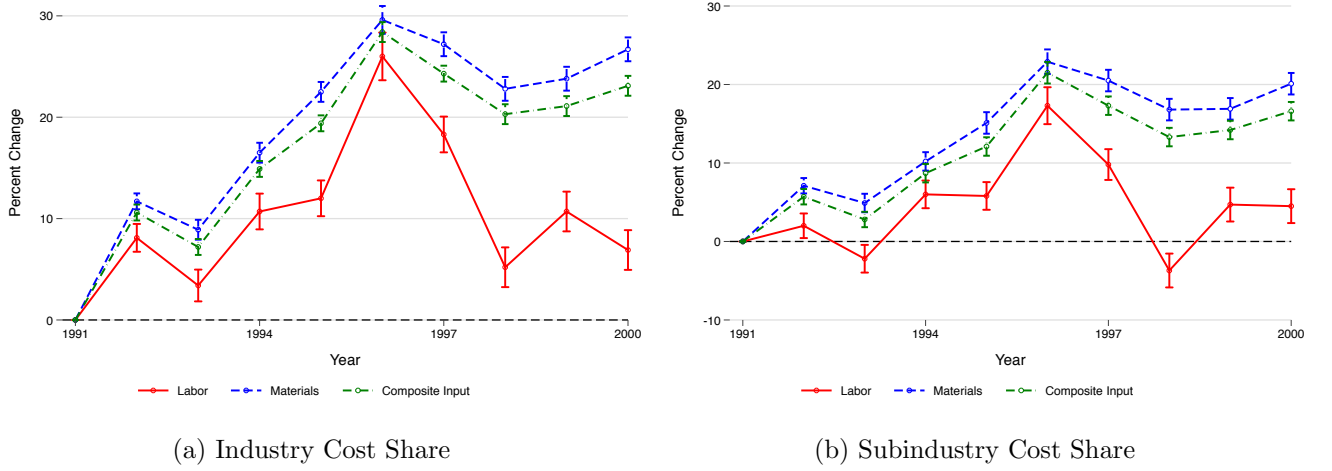 Percent Change
30
20
10
0
1991
1994
1997
2000
Year
Labor
Materials
Composite Input
(a) Industry Cost Share
Percent Change
30
20
10
0
-10
1991
1994
1997
2000
Year
Labor
Materials
Composite Input
(b) Subindustry Cost Share